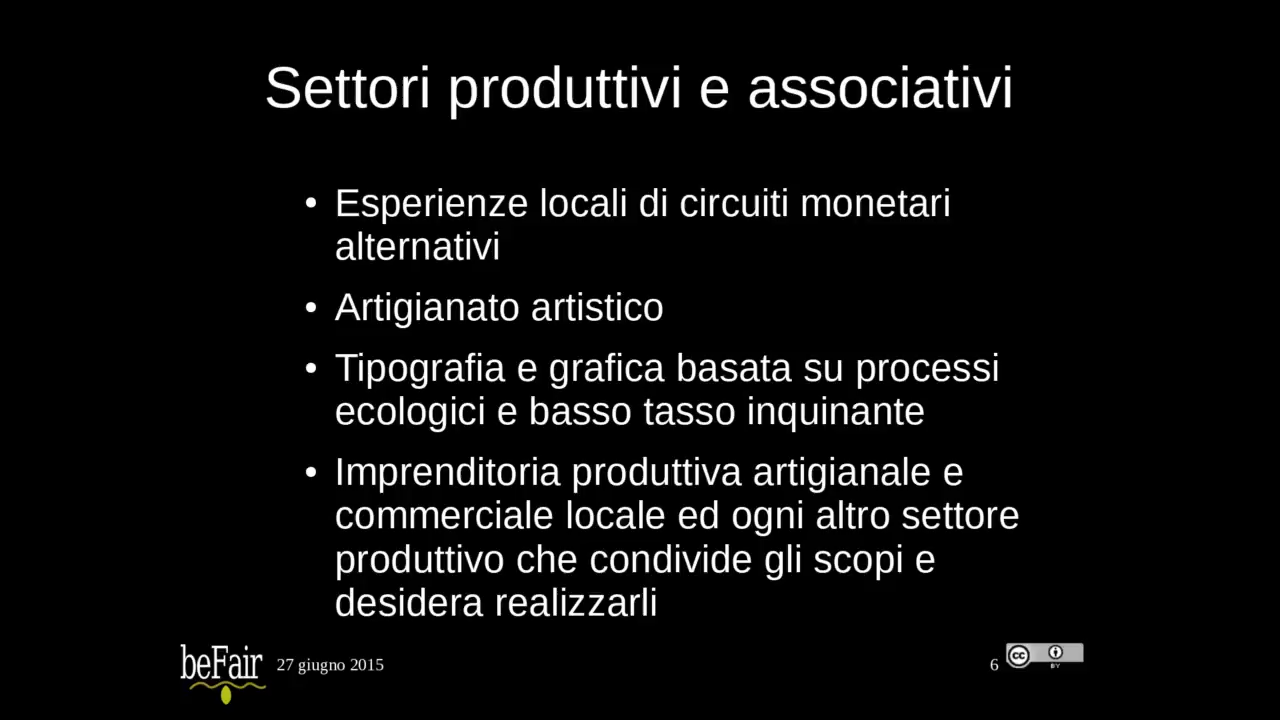 Settori produttivi e associativi
• Esperienze locali di circuiti monetari
alternativi
• Artigianato artistico
• Tipografia e grafica basata su processi
ecologici e basso tasso inquinante
• Imprenditoria produttiva artigianale e
commerciale locale ed ogni altro settore
produttivo che condivide gli scopi e
desidera realizzarli
beFair
27 giugno 2015
6
cc
BY